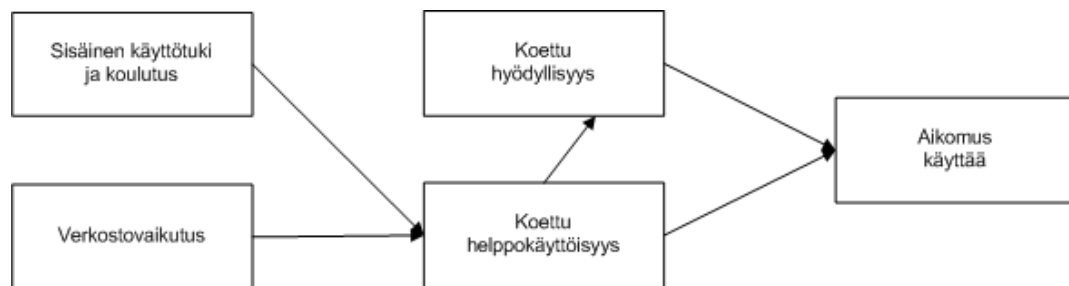 Sisäinen käyttötuki
ja koulutus
Koettu
hyödyllisyys
Aikomus
käyttää
Verkostovaikutus
Koettu
helppokäyttöisyys